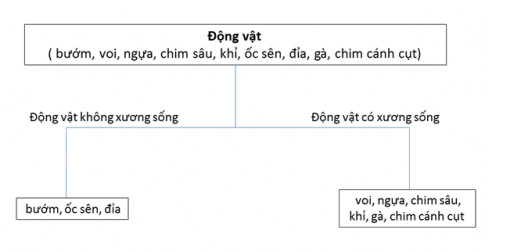 Động vật
( bướm, voi, ngựa, chim sâu, khỉ, ốc sên, đỉa, gà, chim cánh cụt)
Động vật không xương sống
Động vật có xương sống
bướm, ốc sên, đỉa
voi, ngựa, chim sâu,
khỉ, gà, chim cánh cụt